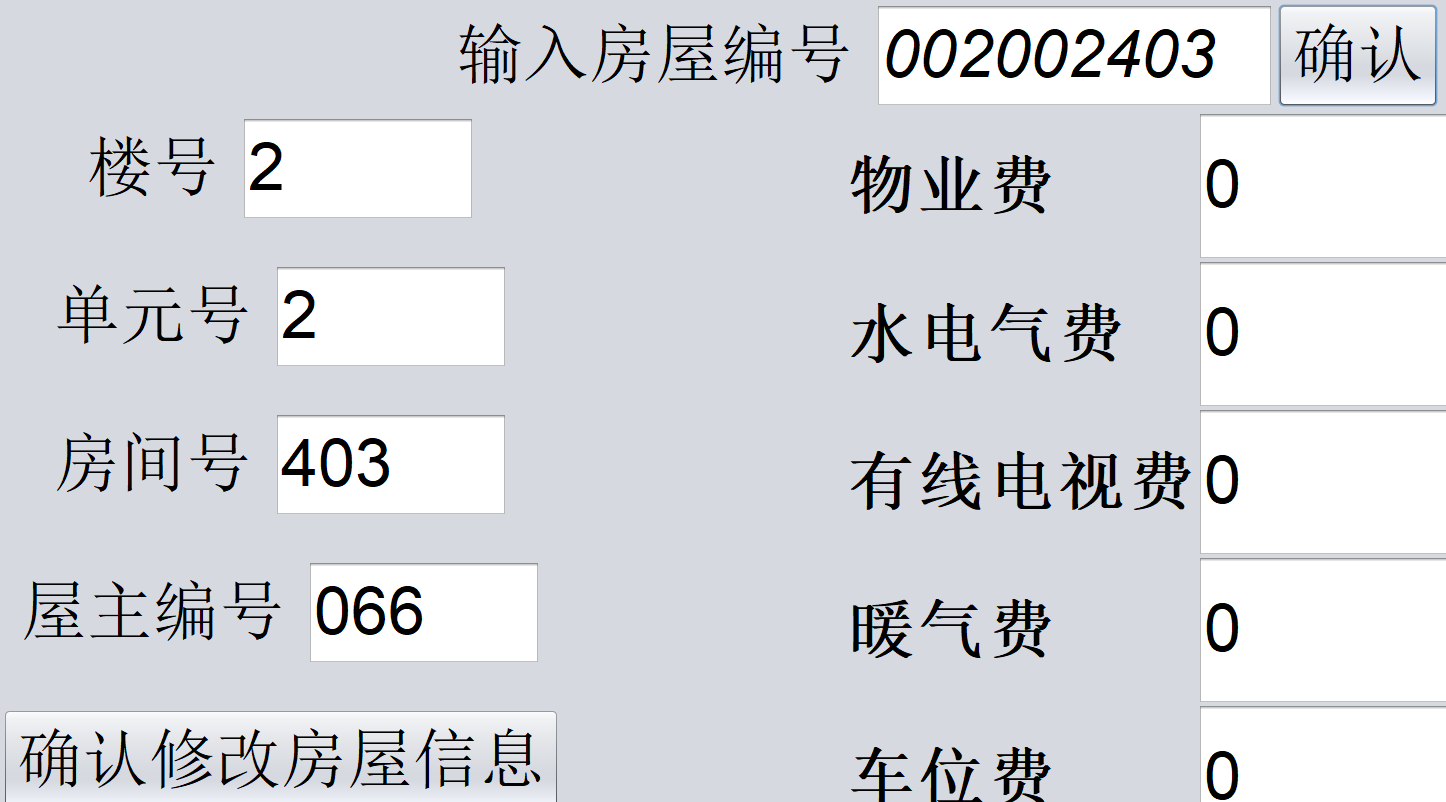 输入房屋编号 002002403 确认
楼号 2
物业费 0
单元号 2
水电气费 0
房间号 403
有线电视费 0
屋主编号 066
暖气费 0
确认修改房屋信息
车位费 0